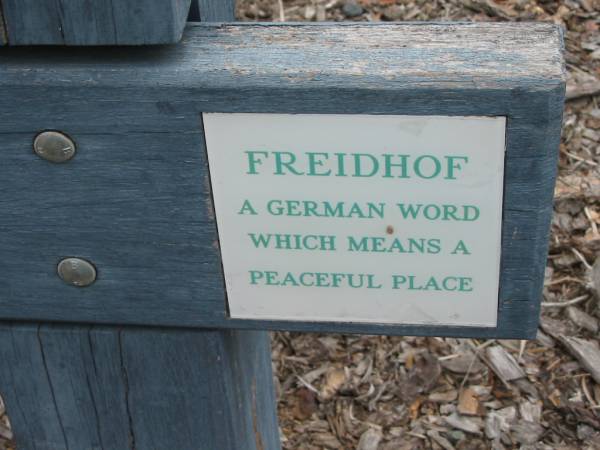 FREIDHOF
A GERMAN WORD
WHICH MEANS A
PEACEFUL PLACE